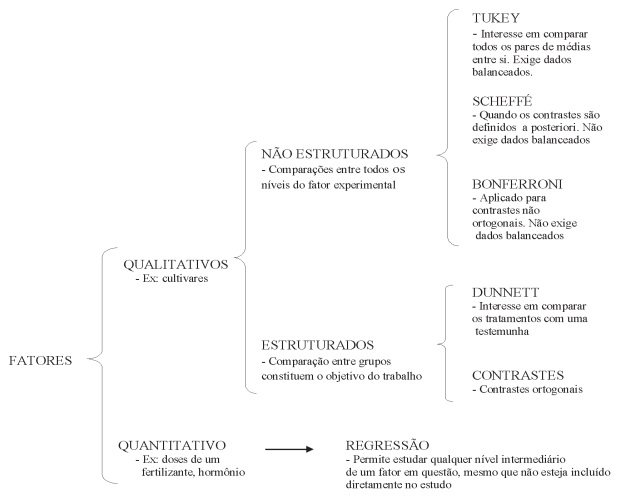 TUKEY
- Interesse em comparar
todos os pares de médias
entre si. Exige dados
balanceados.
SCHEFFÉ
- Quando os contrastes são
definidos a posteriori. Não
exige dados balanceados
NÃO ESTRUTURADOS
- Comparações entre todos os
níveis do fator experimental
BONFERRONI
- Aplicado para
contrastes não
ortogonais. Não exige
dados balanceados
QUALITATIVOS
- Ex: cultivares
DUNNETT
- Interesse em comparar
os tratamentos com uma
testemunha
ESTRUTURADOS
- Comparação entre grupos
constituem o objetivo do trabalho
FATORES
CONTRASTES
- Contrastes ortogonais
QUANTITATIVO
- Ex: doses de um
fertilizante, hormônio
REGRESSÃO
- Permite estudar qualquer nível intermediário
de um fator em questão, mesmo que não esteja incluído
diretamente no estudo